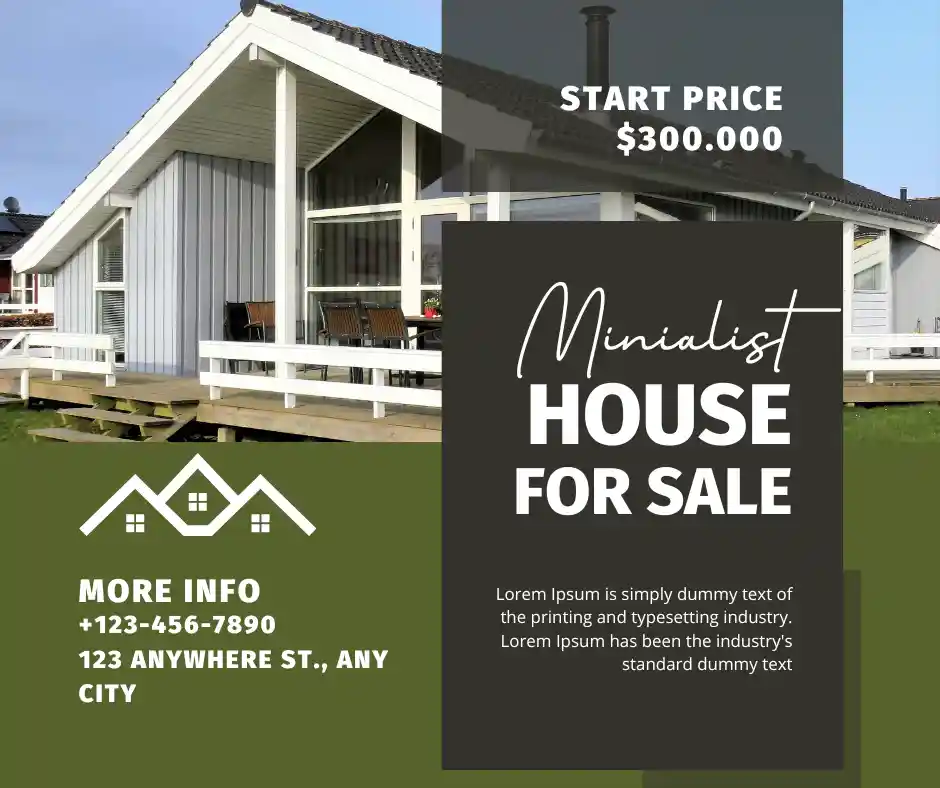 START PRICE
$300.000
Minialist
HOUSE
FOR SALE
Lorem Ipsum is simply dummy text of
the printing and typesetting industry.
Lorem Ipsum has been the industry's
standard dummy text
MORE INFO
+123-456-7890
123 ANYWHERE ST., ANY
CITY